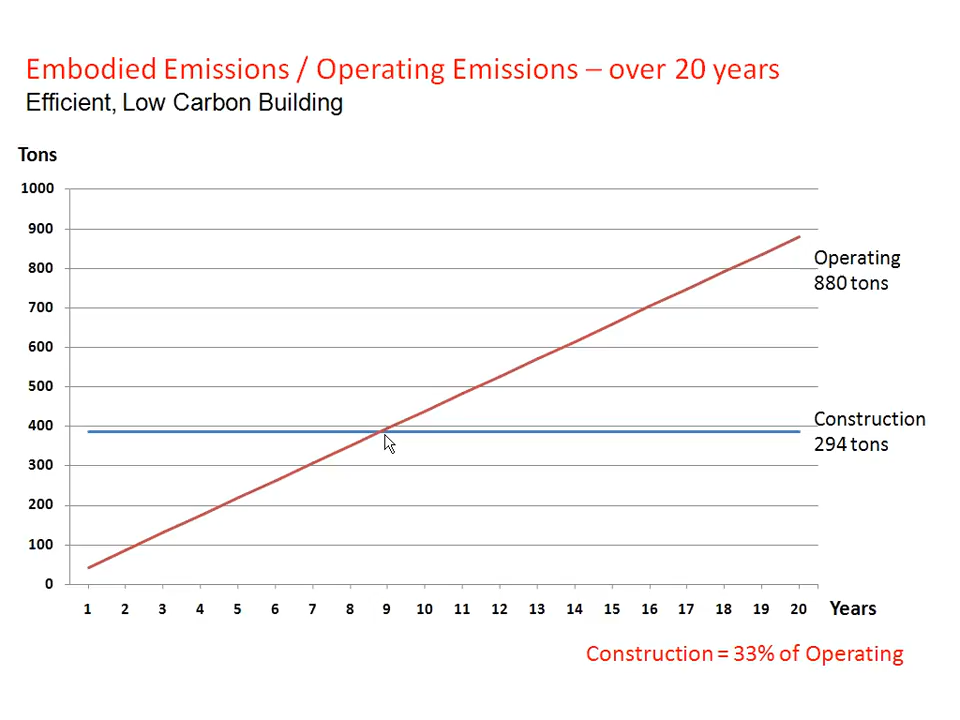 Embodied Emissions / Operating Emissions – over 20 years
Efficient, Low Carbon Building
Tons
1000
900
800
700
600
500
400
300
200
100
0
Operating
880 tons
Construction
294 tons
1 2 3 4 5 6 7 8 9 10 11 12 13 14 15 16 17 18 19 20 Years
Construction = 33% of Operating